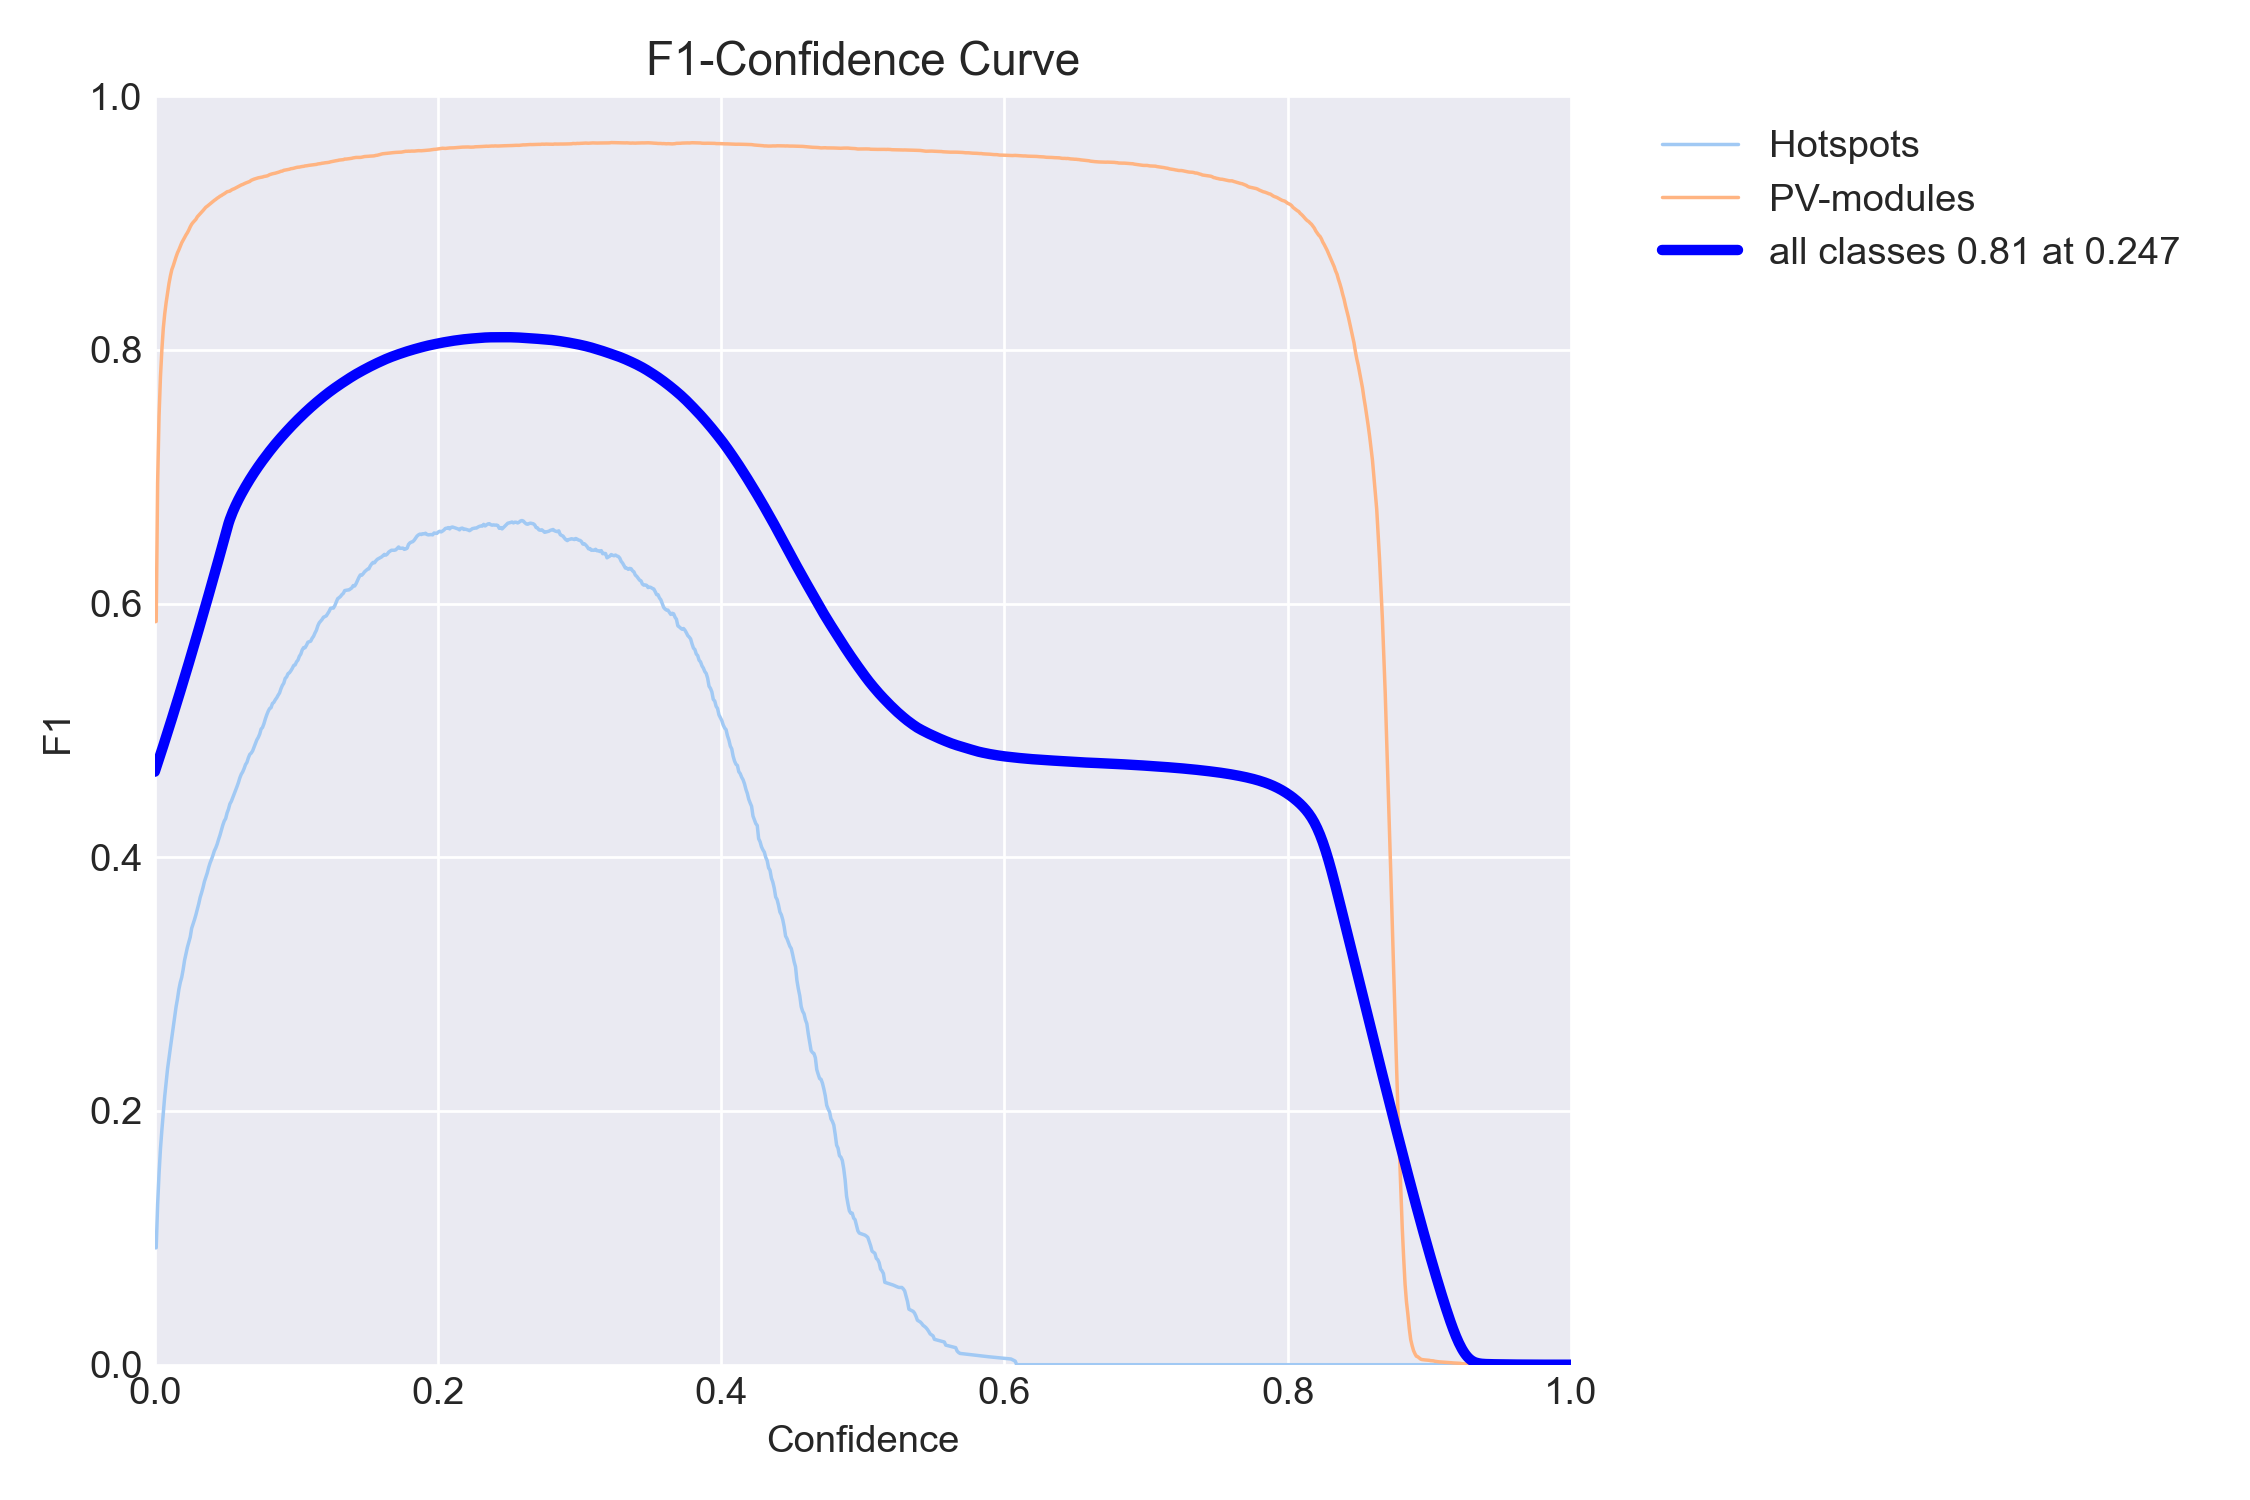 F1-Confidence Curve
1.0
0.8
0.6
0.4
0.2
0.0
F1
0.0 0.2 0.4 0.6 0.8 1.0
Confidence
Hotspots
PV-modules
all classes 0.81 at 0.247